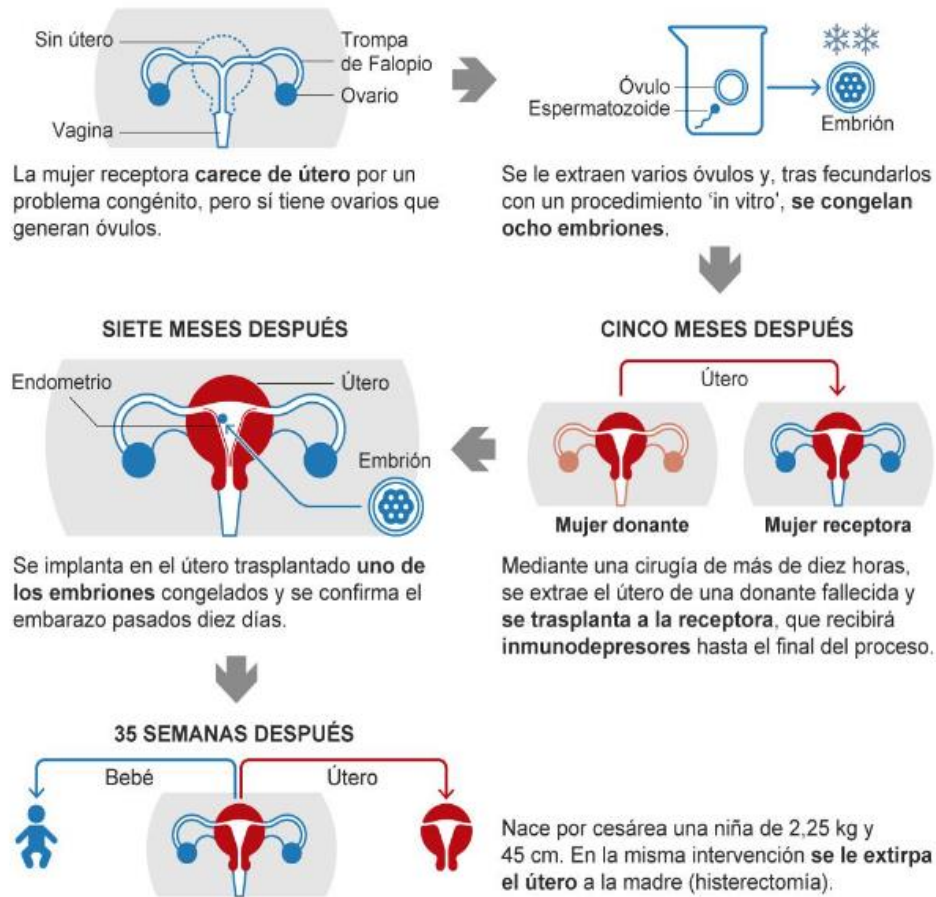 Sin útero
Trompa
de Falopio
Ovario
Vagina
La mujer receptora carece de útero por un
problema congénito, pero sí tiene ovarios que
generan óvulos.
Óvulo
Espermatozoide
Embrión
Se le extraen varios óvulos y, tras fecundarlos
con un procedimiento ‘in vitro’, se congelan
ocho embriones.
CINCO MESES DESPUÉS
Útero
Mujer donante
Mujer receptora
Mediante una cirugía de más de diez horas,
se extrae el útero de una donante fallecida y
se trasplanta a la receptora, que recibirá
inmunodepresores hasta el final del proceso.
SIETE MESES DESPUÉS
Endometrio
Útero
Embrión
Se implanta en el útero trasplantado uno de
los embriones congelados y se confirma el
embarazo pasados diez días.
35 SEMANAS DESPUÉS
Bebé
Útero
Nace por cesárea una niña de 2,25 kg y
45 cm. En la misma intervención se le extirpa
el útero a la madre (histerectomía).